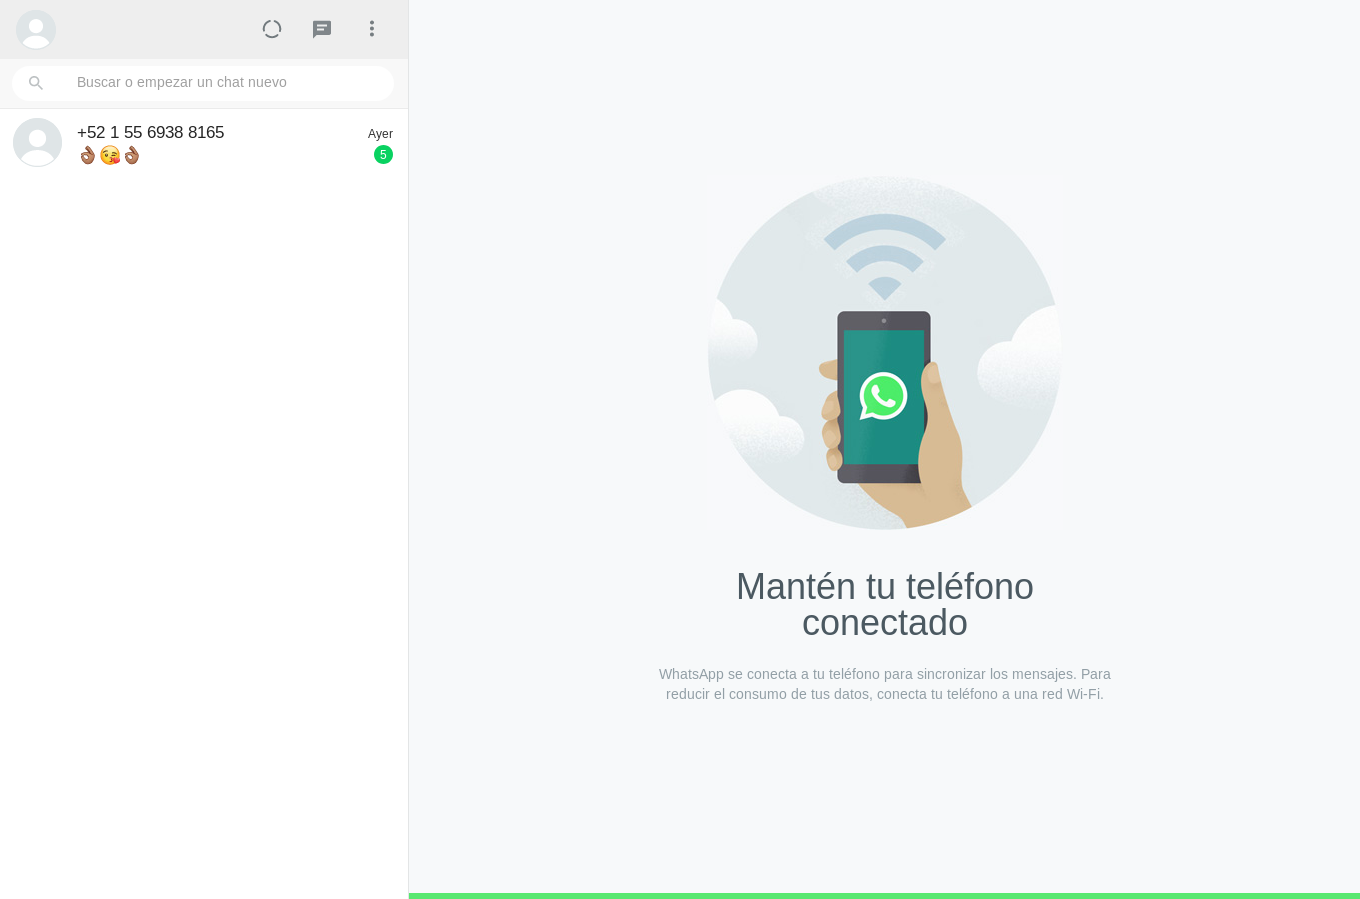 Buscar o empezar un chat nuevo
+52 1 55 6938 8165
Ayer
👌🏽😘👌🏽
5
Mantén tu teléfono
conectado
WhatsApp se conecta a tu teléfono para sincronizar los mensajes. Para
reducir el consumo de tus datos, conecta tu teléfono a una red Wi-Fi.